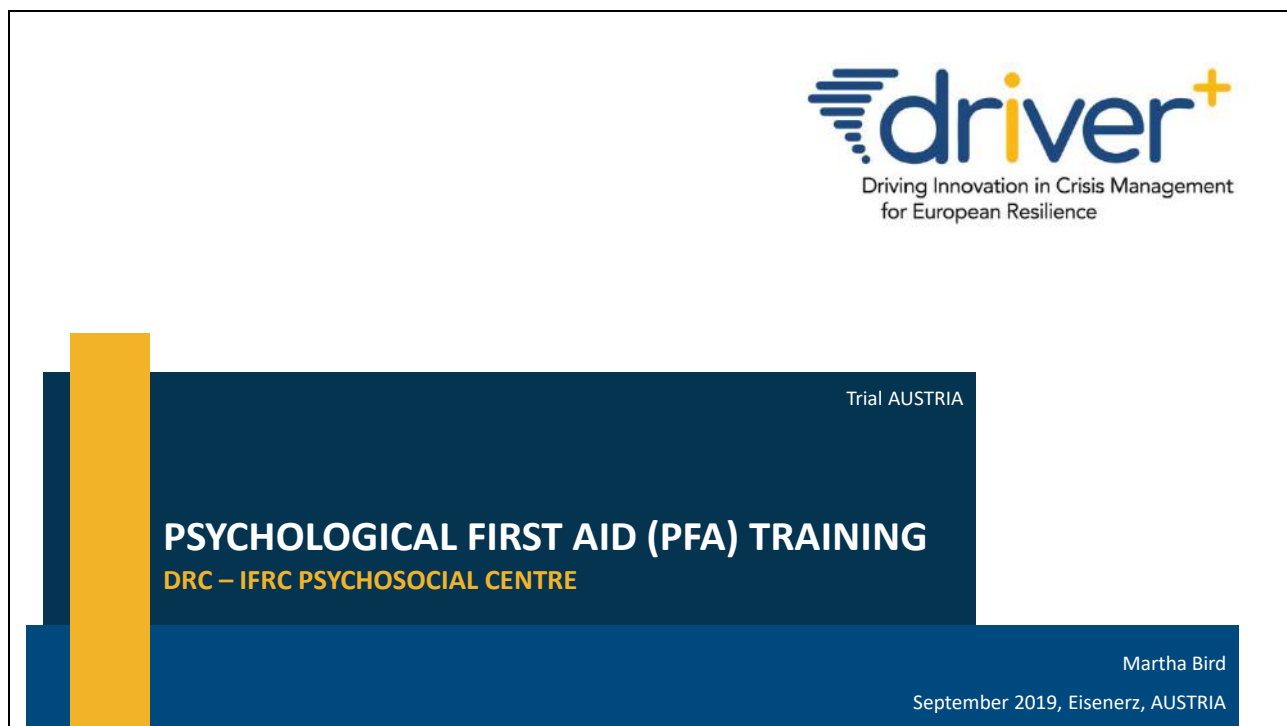 driver+
Driving Innovation in Crisis Management
for European Resilience
Trial AUSTRIA
PSYCHOLOGICAL FIRST AID (PFA) TRAINING
DRC – IFRC PSYCHOSOCIAL CENTRE
Martha Bird
September 2019, Eisenerz, AUSTRIA